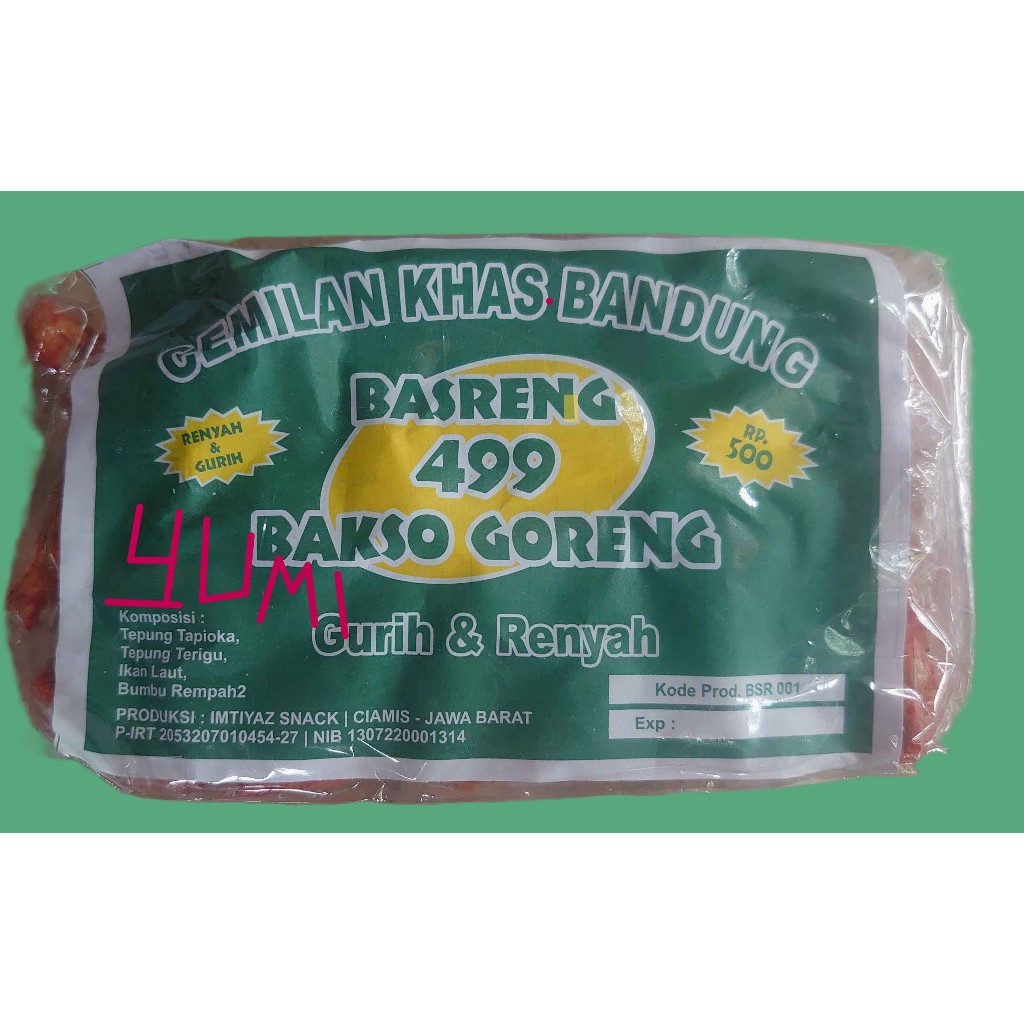 CEMILAN KHAS BANDUNG
BASRENG
499
BAKSO GORENG
RENYAH
&
GURIH
RP.
500
YUMI
Gurih & Renyah
Komposisi :
Tepung Tapioka,
Tepung Terigu,
Ikan Laut,
Bumbu Rempah2
PRODUKSI : IMTIYAZ SNACK | CIAMIS - JAWA BARAT
P-IRT 2053207010454-27 | NIB 1307220001314
Kode Prod. BSR 001
Exp :